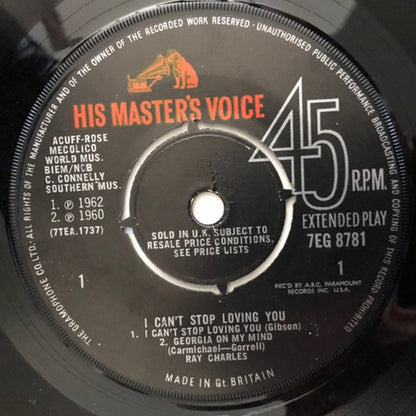 THE GRAMOPHONE CO LTD. · ALL RIGHTS OF THE MANUFACTURER AND OF THE OWNER OF THE RECORDED WORK RESERVED · UNAUTHORISED PUBLIC PERFORMANCE BROADCASTING AND COPYING OF THIS RECORD PROHIBITED
HIS MASTER'S VOICE
45
R.P.M.
EXTENDED PLAY
7EG 8781
ACUFF-ROSE
MECOLICO
WORLD MUS.
BIEM/NCB
C. CONNELLY
SOUTHERN MUS.
1. ℗ 1962
2. ℗ 1960
(7TEA.1737)
SOLD IN U.K. SUBJECT TO
RESALE PRICE CONDITIONS,
SEE PRICE LISTS
1
1
REC'D BY A.B.C. PARAMOUNT
RECORDS INC. U.S.A.
I CAN'T STOP LOVING YOU
1. I CAN'T STOP LOVING YOU (Gibson)
2. GEORGIA ON MY MIND
(Carmichael—Gorrell)
RAY CHARLES
MADE IN Gt. BRITAIN